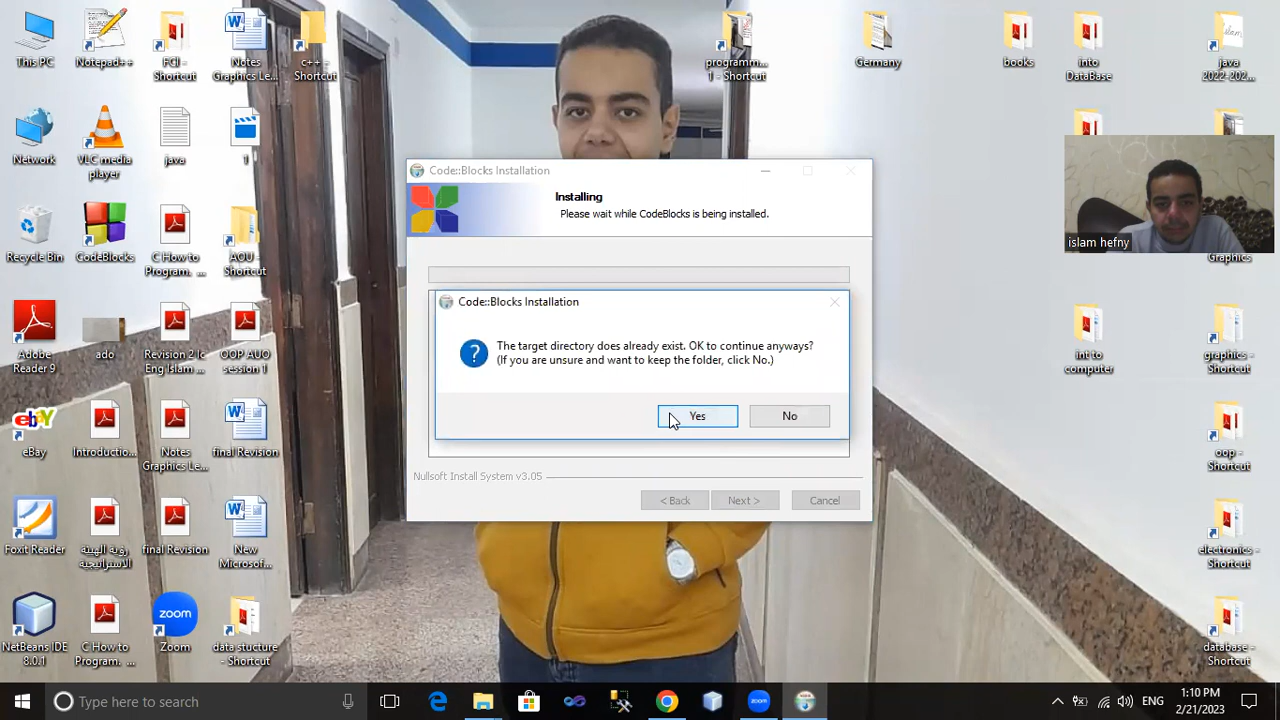 This PC
Notepad++
FCI -
Shortcut
Notes
Graphics Le...
c++ -
Shortcut
programm...
1 - Shortcut
Germany
books
into
DataBase
java
2022-202...
Network
VLC media
player
java
1
Recycle Bin
CodeBlocks
C How to
Program. ...
AOU -
Shortcut
islam hefny
Graphics
Code::Blocks Installation
Installing
Please wait while CodeBlocks is being installed.
Code::Blocks Installation
The target directory does already exist. OK to continue anyways?
(If you are unsure and want to keep the folder, click No.)
Yes
No
Nullsoft Install System v3.05
< Back
Next >
Cancel
Adobe
Reader 9
ado
Revision 2 lc
Eng Islam ...
OOP AUO
session 1
int to
computer
graphics -
Shortcut
eBay
Introductio...
Notes
Graphics Le...
final Revision
oop -
Shortcut
Foxit Reader
رؤية الهيئة
الاستراتيجية
final Revision
New
Microsof...
electronics -
Shortcut
NetBeans IDE
8.0.1
C How to
Program. ...
zoom
Zoom
data stucture
- Shortcut
database -
Shortcut
Type here to search
zoom
ENG
1:10 PM
2/21/2023